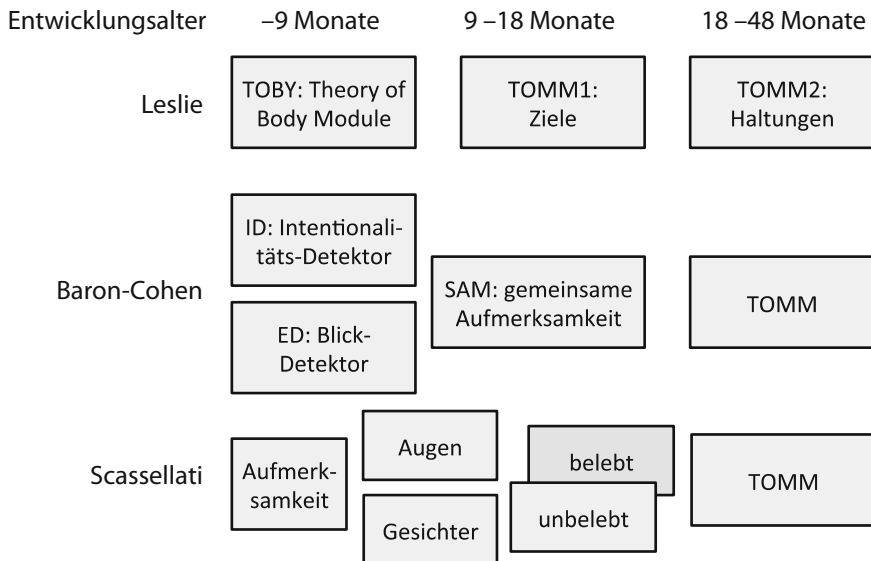 Entwicklungsalter –9 Monate 9 –18 Monate 18 –48 Monate
Leslie
TOBY: Theory of
Body Module
TOMM1:
Ziele
TOMM2:
Haltungen
Baron-Cohen
ID: Intentionali-
täts-Detektor
ED: Blick-
Detektor
SAM: gemeinsame
Aufmerksamkeit
TOMM
Scassellati
Aufmerk-
samkeit
Augen
Gesichter
belebt
unbelebt
TOMM